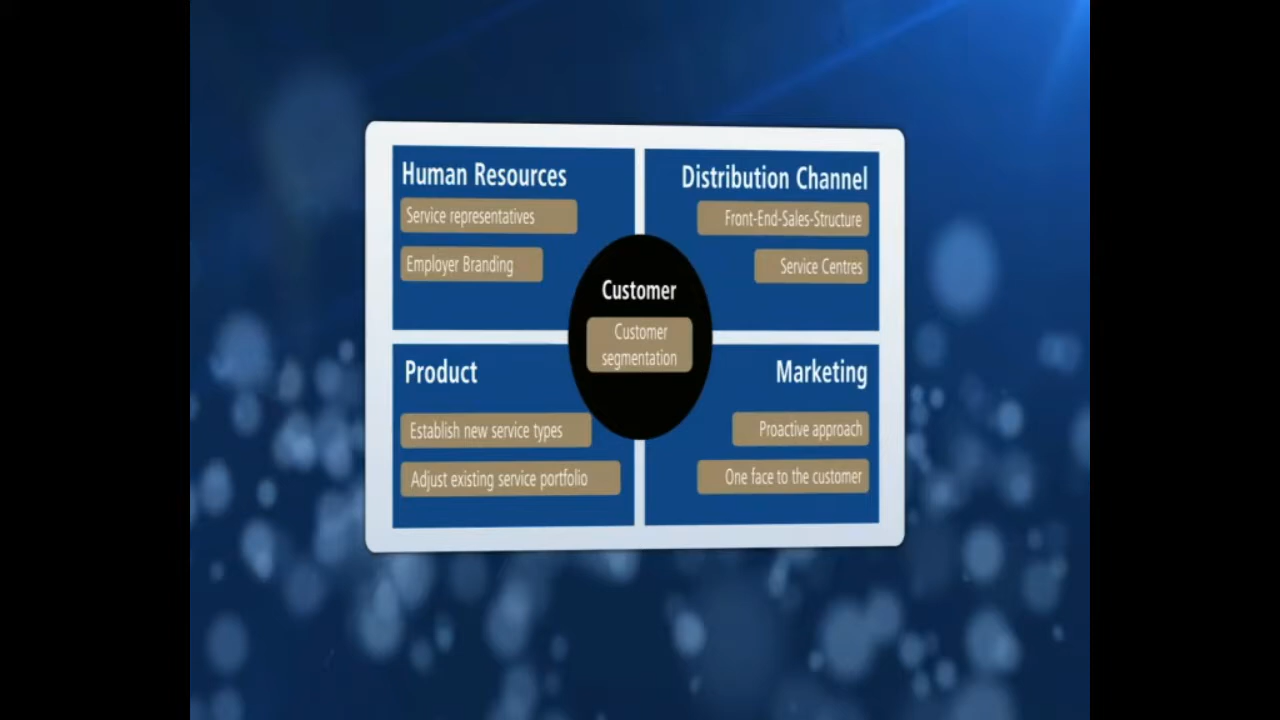 Human Resources
Service representatives
Employer Branding
Distribution Channel
Front-End-Sales-Structure
Service Centres
Customer
Customer
segmentation
Product
Establish new service types
Adjust existing service portfolio
Marketing
Proactive approach
One face to the customer